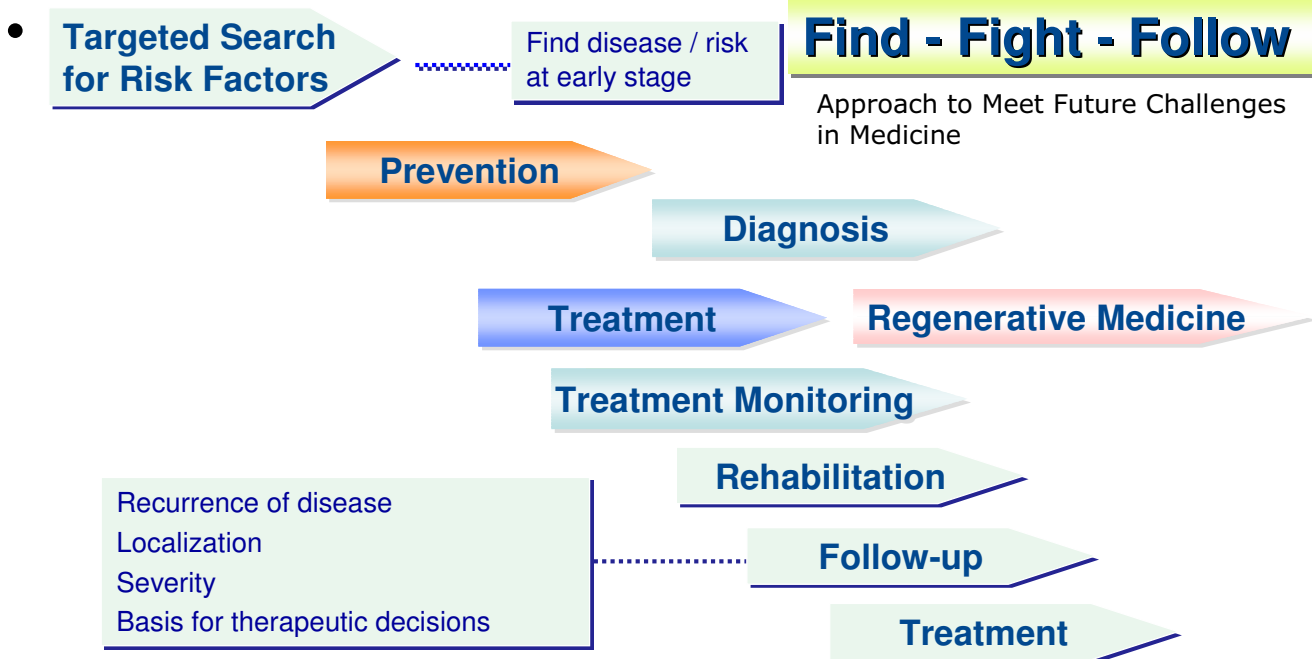 Targeted Search
for Risk Factors
Find disease / risk
at early stage
Find - Fight - Follow
Approach to Meet Future Challenges
in Medicine
Prevention
Diagnosis
Treatment
Regenerative Medicine
Treatment Monitoring
Rehabilitation
Recurrence of disease
Localization
Severity
Basis for therapeutic decisions
Follow-up
Treatment